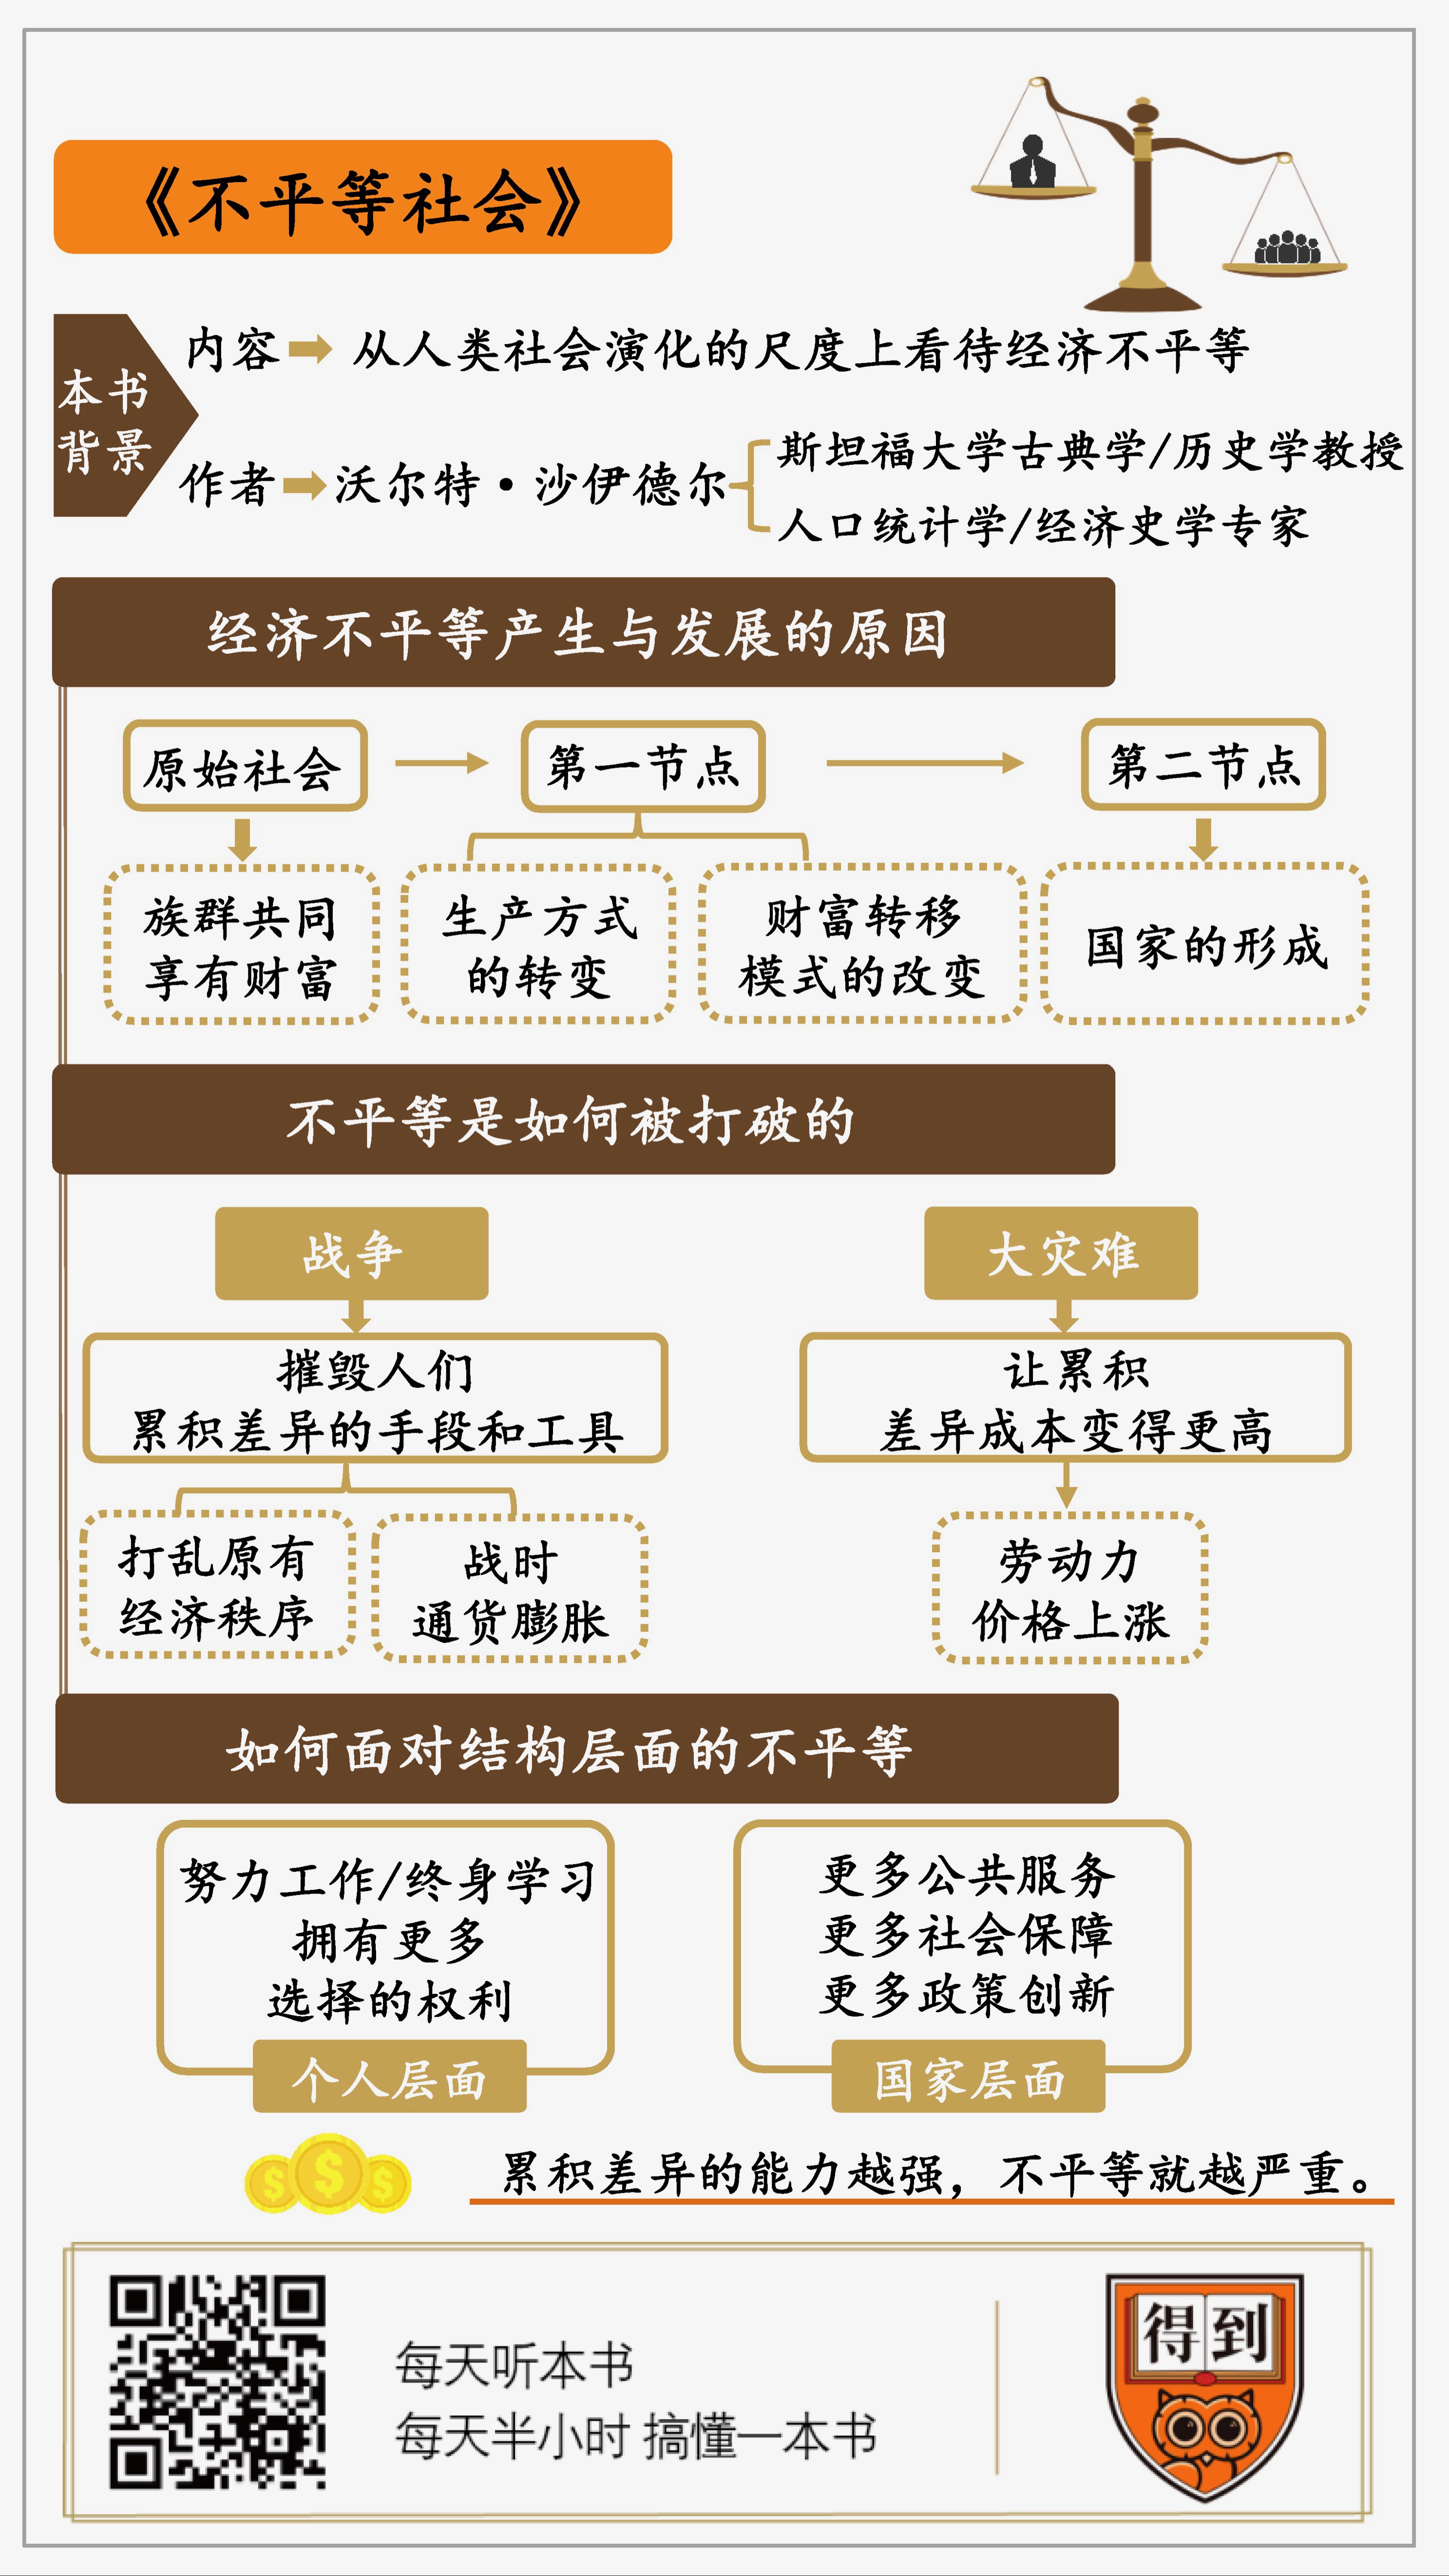 《不平等社会》
本书
背景
内容
从人类社会演化的尺度上看待经济不平等
作者
沃尔特·沙伊德尔
斯坦福大学古典学/历史学教授
人口统计学/经济史学专家
经济不平等产生与发展的原因
原始社会
第一节点
第二节点
族群共同
享有财富
生产方式
的转变
财富转移
模式的改变
国家的形成
不平等是如何被打破的
战争
大灾难
摧毁人们
累积差异的手段和工具
让累积
差异成本变得更高
打乱原有
经济秩序
战时
通货膨胀
劳动力
价格上涨
如何面对结构层面的不平等
努力工作/终身学习
拥有更多
选择的权利
个人层面
更多公共服务
更多社会保障
更多政策创新
国家层面
$ $ $
累积差异的能力越强，不平等就越严重。
每天听本书
每天半小时 搞懂一本书
得到